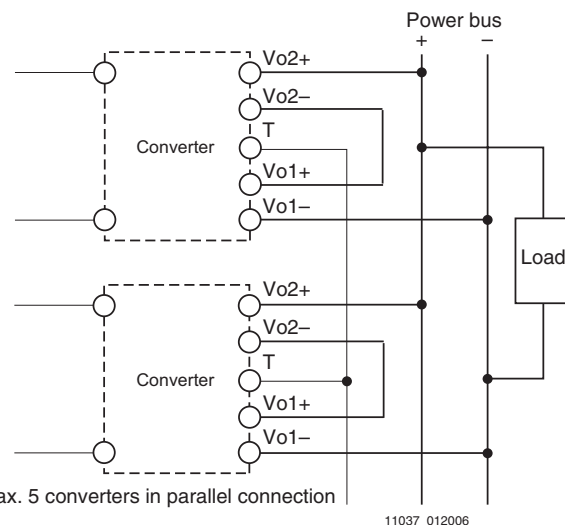 Power bus
+ –
Vo2+
Vo2–
T
Converter
Vo1+
Vo1–
Load
Vo2+
Vo2–
T
Converter
Vo1+
Vo1–
ax. 5 converters in parallel connection
11037_012006